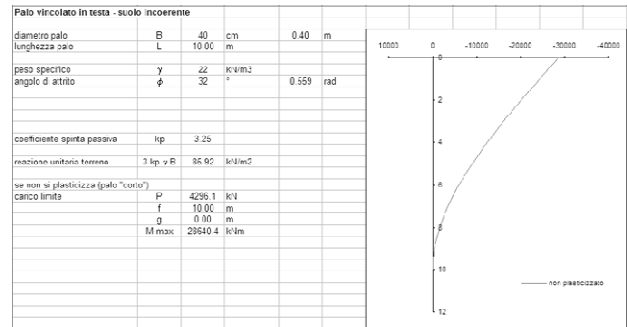 Palo vincolato in testa - suolo incoerente
diametro palo B 40 cm 0.40 m
lunghezza palo L 10.00 m
peso specifico γ 22 kN/m3
angolo di attrito ϕ 32 ° 0.559 rad
coefficiente spinta passiva kp 3.25
reazione unitaria terreno 3 kp γ B 85.92 kN/m2
se non si plasticizza (palo "corto")
carico limite P 4296.1 kN
f 10.00 m
g 0.00 m
M max 28640.4 kNm
10000 0 -10000 -20000 -30000 -40000
0
2
4
6
8
10
12
non plasticizzato